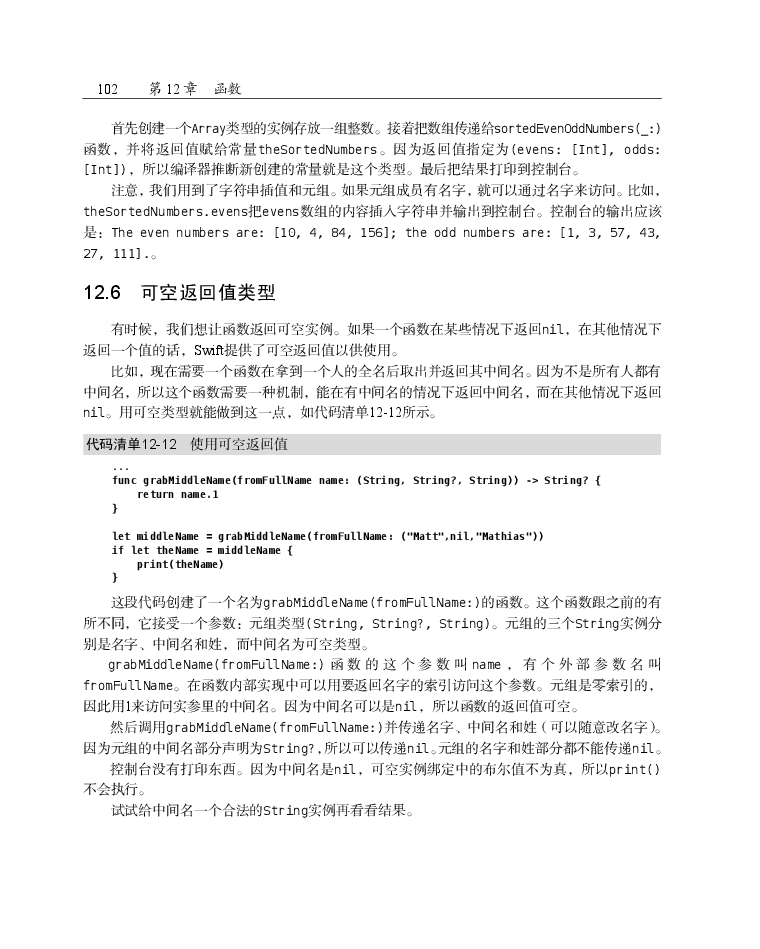 102 第 12 章 函数
首先创建一个Array类型的实例存放一组整数。接着把数组传递给sortedEvenOddNumbers(_:)
函数，并将返回值赋给常量theSortedNumbers。因为返回值指定为(evens: [Int], odds:
[Int])，所以编译器推断新创建的常量就是这个类型。最后把结果打印到控制台。
注意，我们用到了字符串插值和元组。如果元组成员有名字，就可以通过名字来访问。比如，
theSortedNumbers.evens把evens数组的内容插入字符串并输出到控制台。控制台的输出应该
是：The even numbers are: [10, 4, 84, 156]; the odd numbers are: [1, 3, 57, 43,
27, 111].。
12.6 可空返回值类型
有时候，我们想让函数返回可空实例。如果一个函数在某些情况下返回nil，在其他情况下
返回一个值的话，Swift提供了可空返回值以供使用。
比如，现在需要一个函数在拿到一个人的全名后取出并返回其中间名。因为不是所有人都有
中间名，所以这个函数需要一种机制，能在有中间名的情况下返回中间名，而在其他情况下返回
nil。用可空类型就能做到这一点，如代码清单12-12所示。
代码清单12-12 使用可空返回值
...
func grabMiddleName(fromFullName name: (String, String?, String)) -> String? {
return name.1
}
let middleName = grabMiddleName(fromFullName: ("Matt",nil,"Mathias"))
if let theName = middleName {
print(theName)
}
这段代码创建了一个名为grabMiddleName(fromFullName:)的函数。这个函数跟之前的有
所不同，它接受一个参数：元组类型(String, String?, String)。元组的三个String实例分
别是名字、中间名和姓，而中间名为可空类型。
grabMiddleName(fromFullName:)函数的这个参数叫name，有个外部参数名叫
fromFullName。在函数内部实现中可以用要返回名字的索引访问这个参数。元组是零索引的，
因此用1来访问实参里的中间名。因为中间名可以是nil，所以函数的返回值可空。
然后调用grabMiddleName(fromFullName:)并传递名字、中间名和姓（可以随意改名字）。
因为元组的中间名部分声明为String?，所以可以传递nil。元组的名字和姓部分都不能传递nil。
控制台没有打印东西。因为中间名是nil，可空实例绑定中的布尔值不为真，所以print()
不会执行。
试试给中间名一个合法的String实例再看看结果。